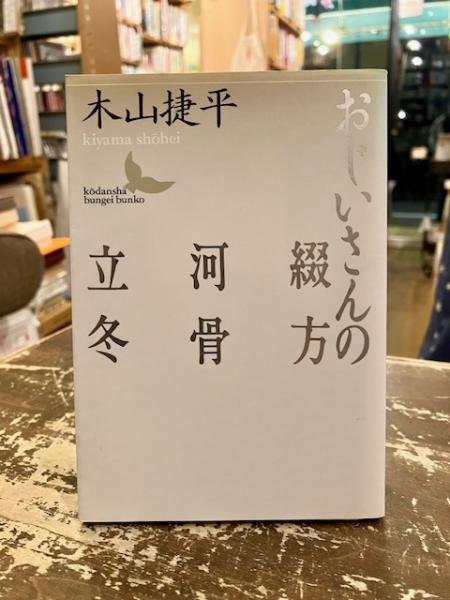 木山捷平
kiyama shōhei
kōdansha
bungei bunko
おじいさんの
綴方
河骨
立冬